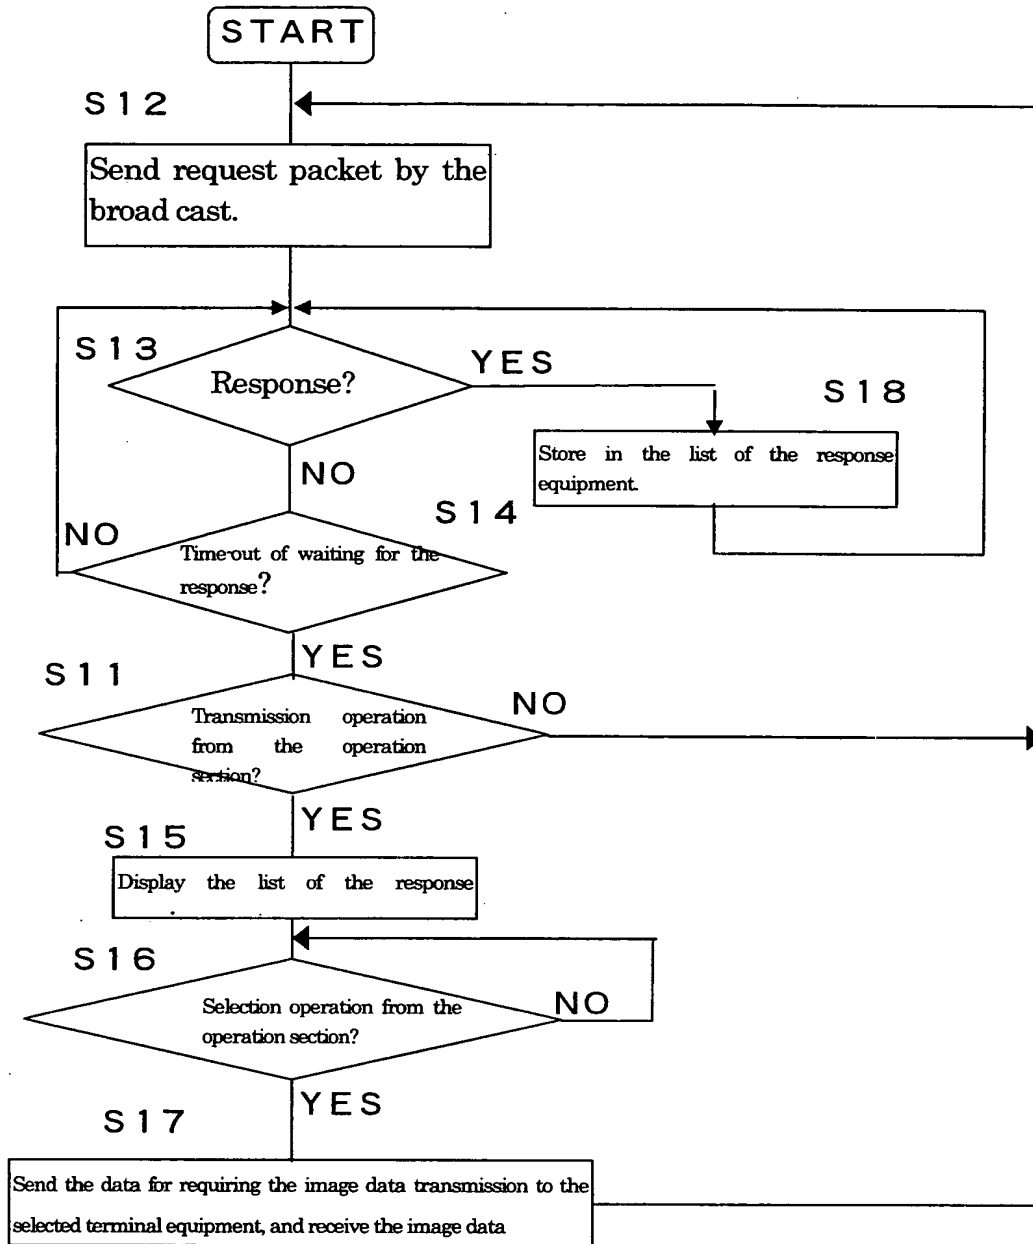 START
S12
Send request packet by the
broad cast.
S13
Response?
YES
S18
Store in the list of the response
equipment.
NO
S14
NO
Time-out of waiting for the
response?
YES
S11
NO
Transmission operation
from the operation
section?
YES
S15
Display the list of the response
S16
Selection operation from the
operation section?
NO
YES
S17
Send the data for requiring the image data transmission to the
selected terminal equipment, and receive the image data